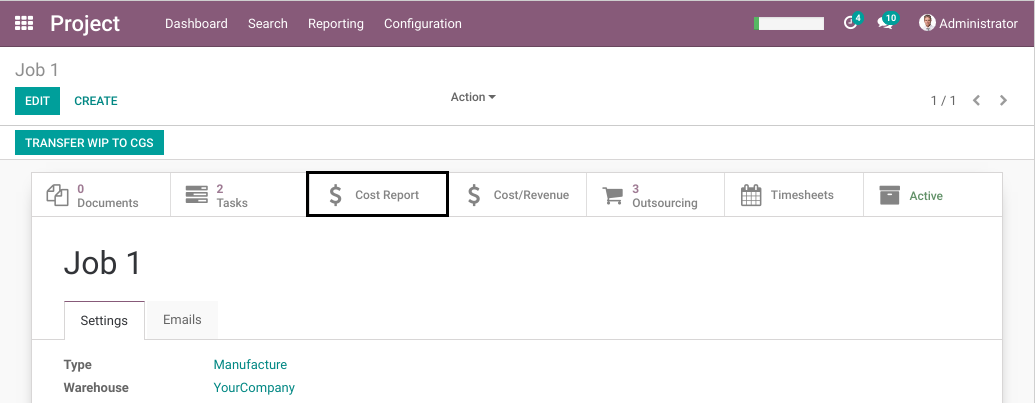 Project Dashboard Search Reporting Configuration 4 10 Administrator
Job 1
EDIT CREATE Action 1 / 1
TRANSFER WIP TO CGS
0 Documents 2 Tasks $ Cost Report $ Cost/Revenue 3 Outsourcing Timesheets Active
Job 1
Settings Emails
Type Manufacture
Warehouse YourCompany